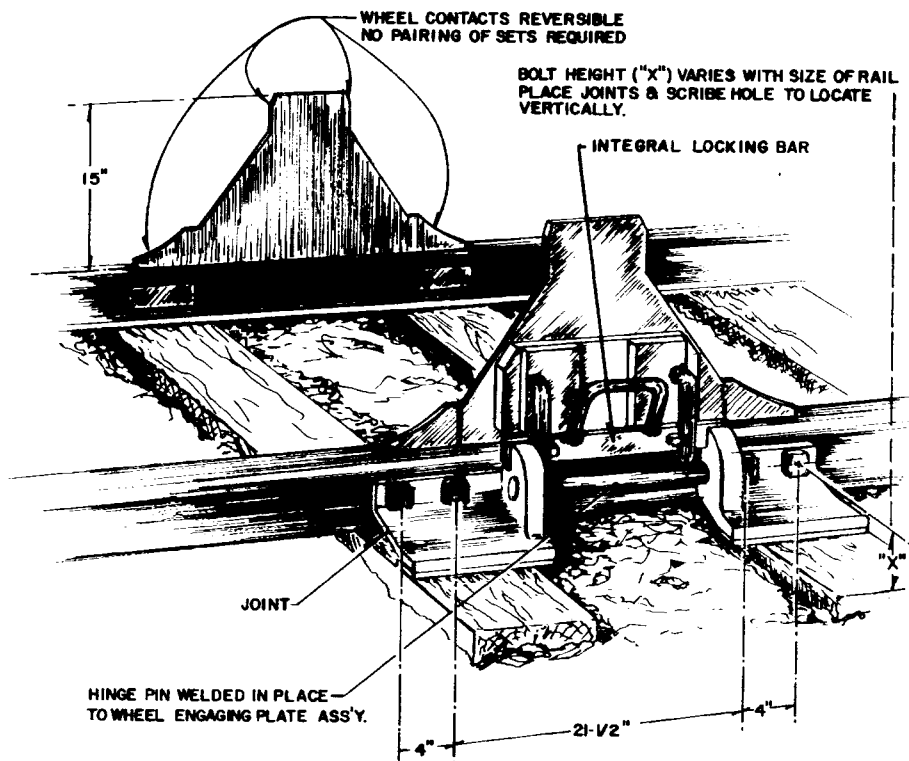 WHEEL CONTACTS REVERSIBLE
NO PAIRING OF SETS REQUIRED
BOLT HEIGHT ("X") VARIES WITH SIZE OF RAIL
PLACE JOINTS & SCRIBE HOLE TO LOCATE
VERTICALLY.
INTEGRAL LOCKING BAR
15"
"X"
JOINT
HINGE PIN WELDED IN PLACE
TO WHEEL ENGAGING PLATE ASS'Y.
4"
21-1/2"
4"